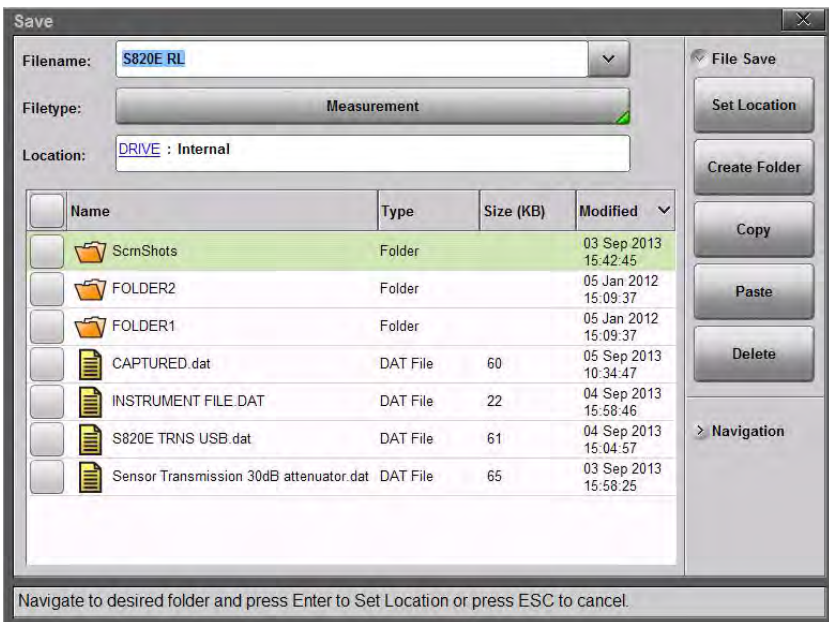 Save
Filename: S820E RL
Filetype: Measurement
Location: DRIVE : Internal
Name Type Size (KB) Modified
ScrnShots Folder 03 Sep 2013
15:42:45
FOLDER2 Folder 05 Jan 2012
15:09:37
FOLDER1 Folder 05 Jan 2012
15:09:37
CAPTURED.dat DAT File 60 05 Sep 2013
10:34:47
INSTRUMENT FILE.DAT DAT File 22 04 Sep 2013
15:58:46
S820E TRNS USB.dat DAT File 61 04 Sep 2013
15:04:57
Sensor Transmission 30dB attenuator.dat DAT File 65 03 Sep 2013
15:58:25
File Save
Set Location
Create Folder
Copy
Paste
Delete
Navigation
Navigate to desired folder and press Enter to Set Location or press ESC to cancel.